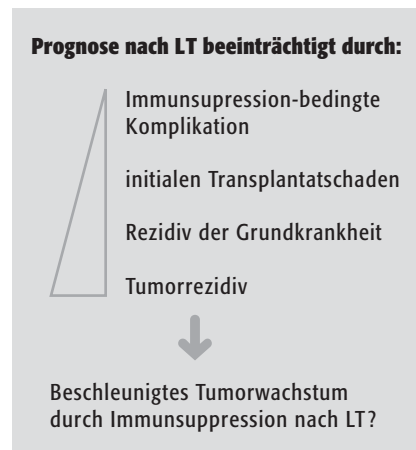 Prognose nach LT beeinträchtigt durch:
Immunsupression-bedingte
Komplikation
initialen Transplantatschaden
Rezidiv der Grundkrankheit
Tumorrezidiv
Beschleunigtes Tumorwachstum
durch Immunsuppression nach LT?